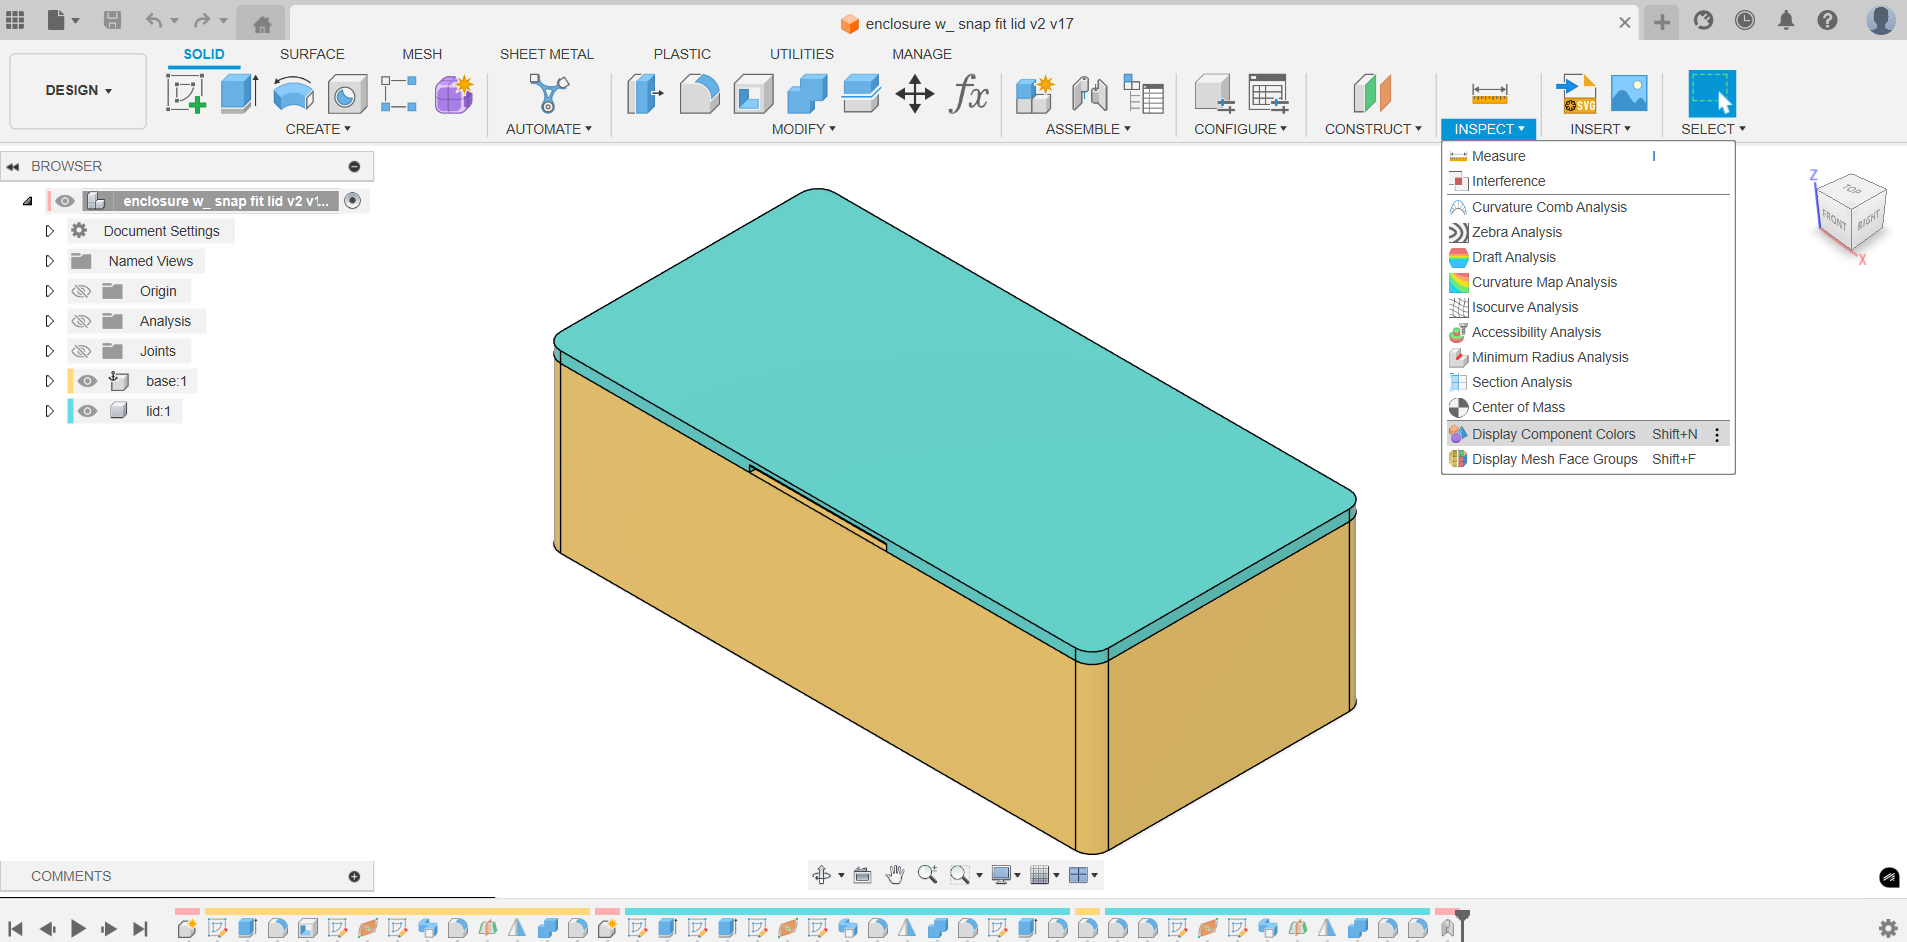 enclosure w_ snap fit lid v2 v17
DESIGN
SOLID SURFACE MESH SHEET METAL PLASTIC UTILITIES MANAGE
SVG
CREATE AUTOMATE MODIFY ASSEMBLE CONFIGURE CONSTRUCT INSPECT INSERT SELECT
BROWSER
enclosure w_ snap fit lid v2 v1...
Document Settings
Named Views
Origin
Analysis
Joints
base:1
lid:1
Measure I
Interference
Curvature Comb Analysis
Zebra Analysis
Draft Analysis
Curvature Map Analysis
Isocurve Analysis
Accessibility Analysis
Minimum Radius Analysis
Section Analysis
Center of Mass
Display Component Colors Shift+N
Display Mesh Face Groups Shift+F
Z
TOP
FRONT RIGHT
X
COMMENTS